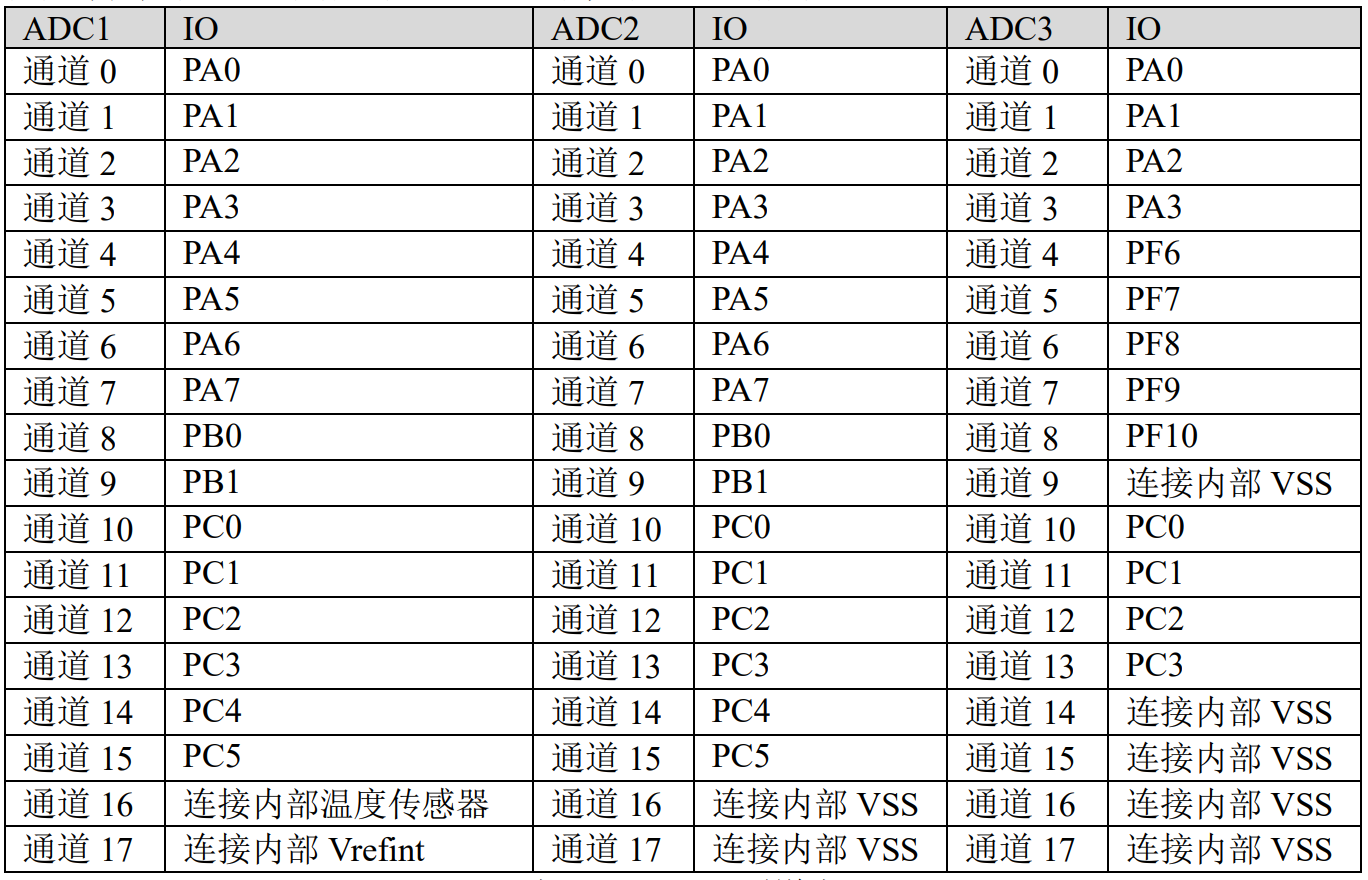 ADC1 IO ADC2 IO ADC3 IO
通道 0 PA0 通道 0 PA0 通道 0 PA0
通道 1 PA1 通道 1 PA1 通道 1 PA1
通道 2 PA2 通道 2 PA2 通道 2 PA2
通道 3 PA3 通道 3 PA3 通道 3 PA3
通道 4 PA4 通道 4 PA4 通道 4 PF6
通道 5 PA5 通道 5 PA5 通道 5 PF7
通道 6 PA6 通道 6 PA6 通道 6 PF8
通道 7 PA7 通道 7 PA7 通道 7 PF9
通道 8 PB0 通道 8 PB0 通道 8 PF10
通道 9 PB1 通道 9 PB1 通道 9 连接内部 VSS
通道 10 PC0 通道 10 PC0 通道 10 PC0
通道 11 PC1 通道 11 PC1 通道 11 PC1
通道 12 PC2 通道 12 PC2 通道 12 PC2
通道 13 PC3 通道 13 PC3 通道 13 PC3
通道 14 PC4 通道 14 PC4 通道 14 连接内部 VSS
通道 15 PC5 通道 15 PC5 通道 15 连接内部 VSS
通道 16 连接内部温度传感器 通道 16 连接内部 VSS 通道 16 连接内部 VSS
通道 17 连接内部 Vrefint 通道 17 连接内部 VSS 通道 17 连接内部 VSS